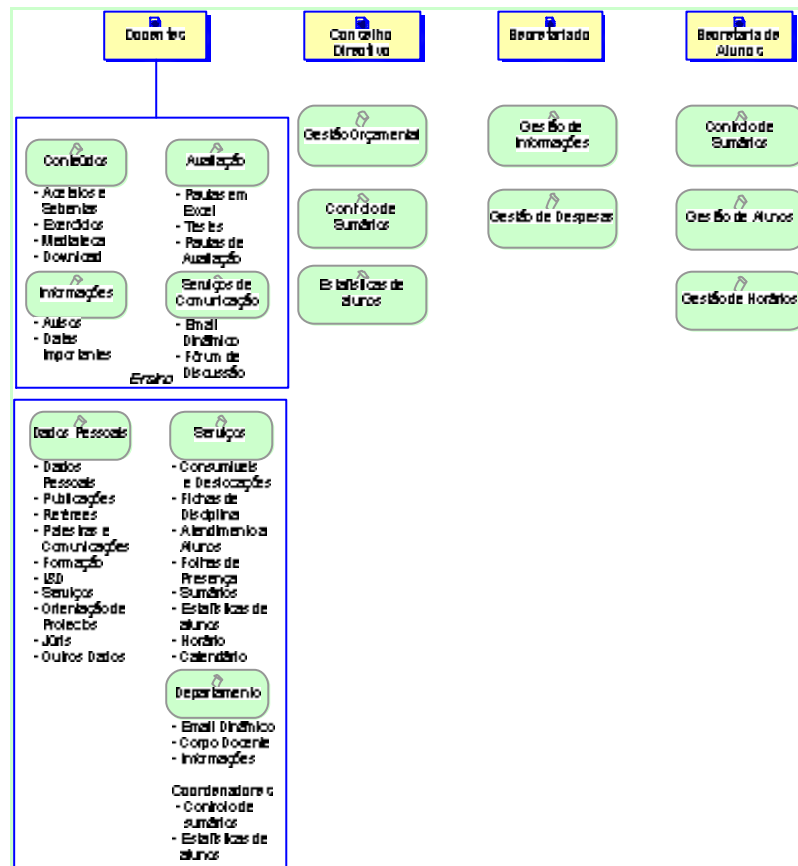 Docentes
Conselho
Directivo
Secretariado
Secretaria de
Alunos
Gestão Orçamental
Controlo de
Sumários
Estatísticas de
alunos
Gestão de
Informações
Gestão de Despesas
Controlo de
Sumários
Gestão de Alunos
Gestão de Horários
Conteúdos
- Acetatos e
Sebentas
- Exercícios
- Mediateca
- Download
Avaliação
- Pautas em
Excel
- Testes
- Pautas de
Avaliação
Informações
- Avisos
- Datas
Importantes
Serviços de
Comunicação
- Email
Dinâmico
- Fórum de
Discussão
Ensino
Dados Pessoais
- Dados
Pessoais
- Publicações
- Referees
- Palestras e
Comunicações
- Formação
- I&D
- Serviços
- Orientação de
Projectos
- Júris
- Outros Dados
Serviços
- Consumíveis
e Deslocações
- Fichas de
Disciplina
- Atendimento a
Alunos
- Folhas de
Presença
- Sumários
- Estatísticas de
alunos
- Horário
- Calendário
Departamento
- Email Dinâmico
- Corpo Docente
- Informações
Coordenadores
- Controlo de
sumários
- Estatísticas de
alunos